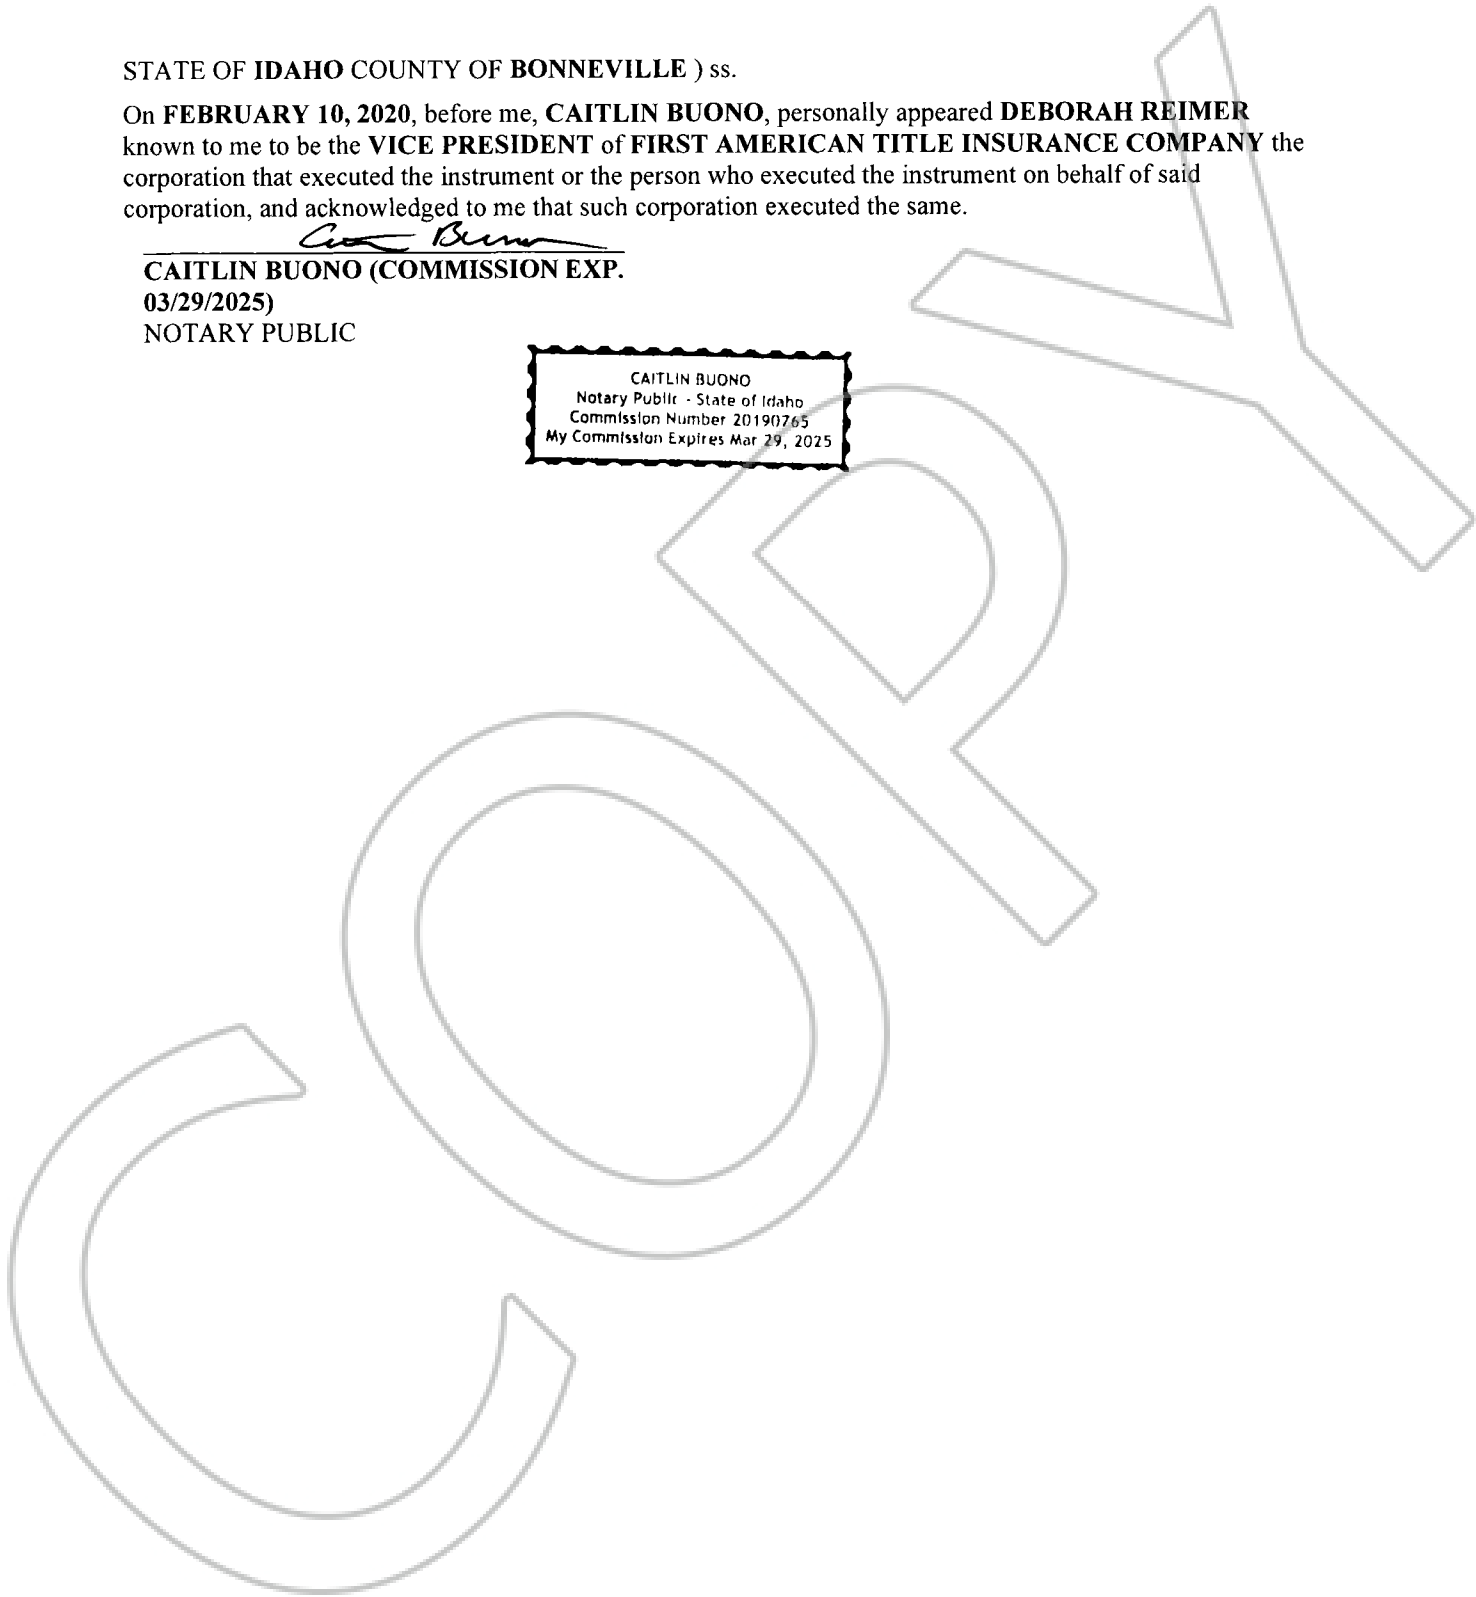 STATE OF IDAHO COUNTY OF BONNEVILLE ) ss.
On FEBRUARY 10, 2020, before me, CAITLIN BUONO, personally appeared DEBORAH REIMER
known to me to be the VICE PRESIDENT of FIRST AMERICAN TITLE INSURANCE COMPANY the
corporation that executed the instrument or the person who executed the instrument on behalf of said
corporation, and acknowledged to me that such corporation executed the same.
CAITLIN BUONO (COMMISSION EXP.
03/29/2025)
NOTARY PUBLIC
CAITLIN BUONO
Notary Public - State of Idaho
Commission Number 20190765
My Commission Expires Mar 29, 2025
COPY